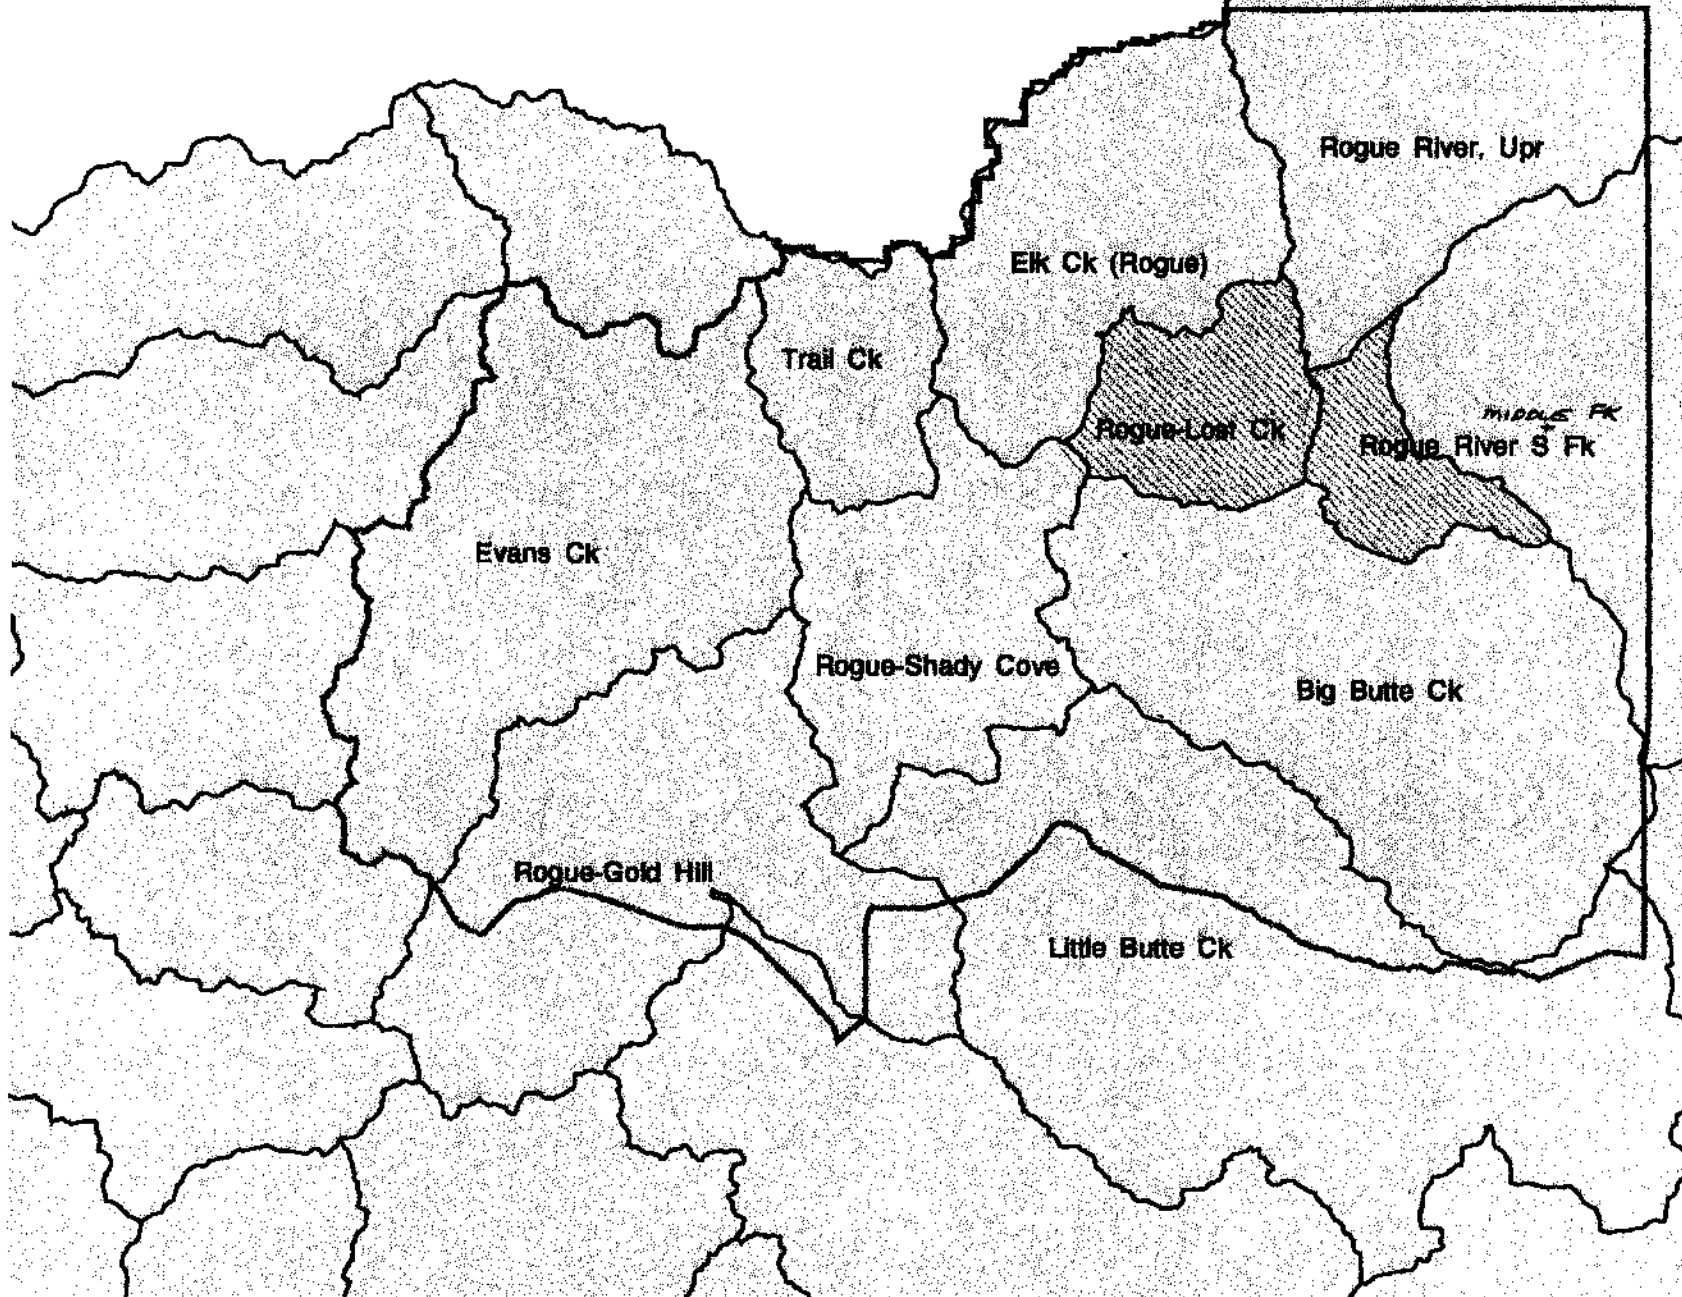 Rogue River, Upr
Elk Ck (Rogue)
Trail Ck
MIDDLE FK
+
Rogue-Lost Ck
Rogue River S Fk
Evans Ck
Rogue-Shady Cove
Big Butte Ck
Rogue-Gold Hill
Little Butte Ck